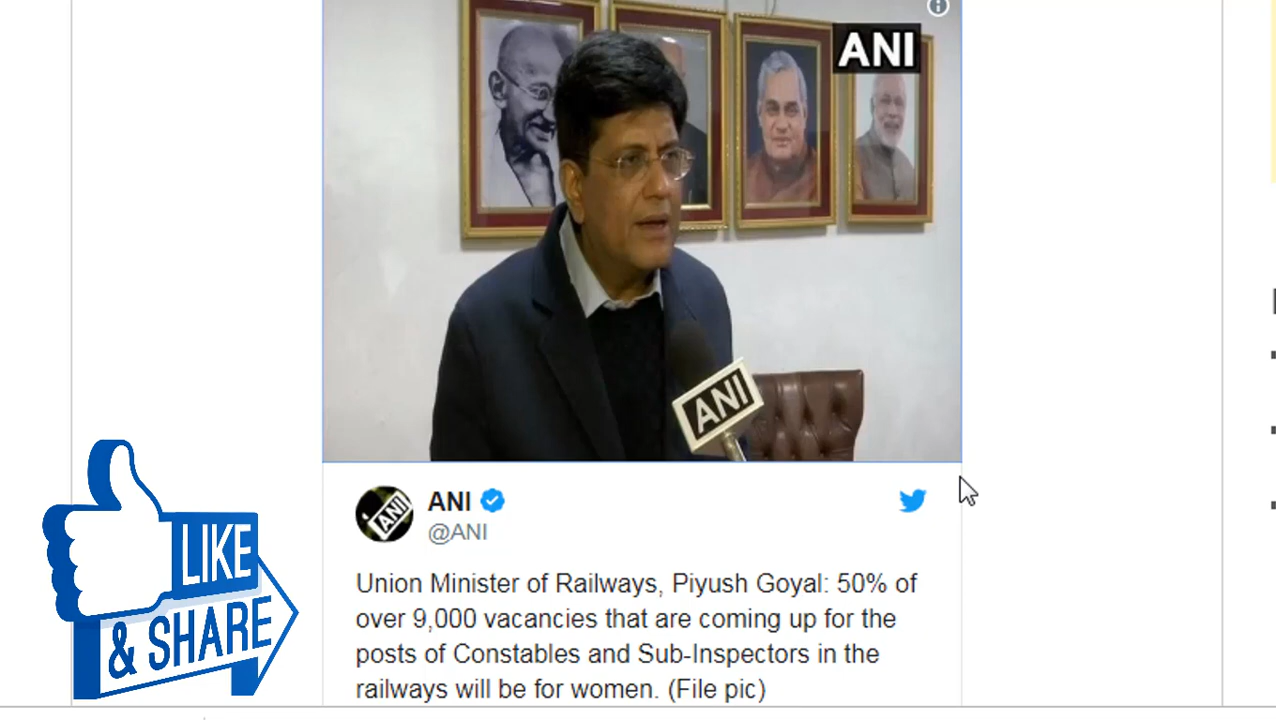 ANI
ANI
ANI
ANI
@ANI
Union Minister of Railways, Piyush Goyal: 50% of
over 9,000 vacancies that are coming up for the
posts of Constables and Sub-Inspectors in the
railways will be for women. (File pic)
LIKE
& SHARE